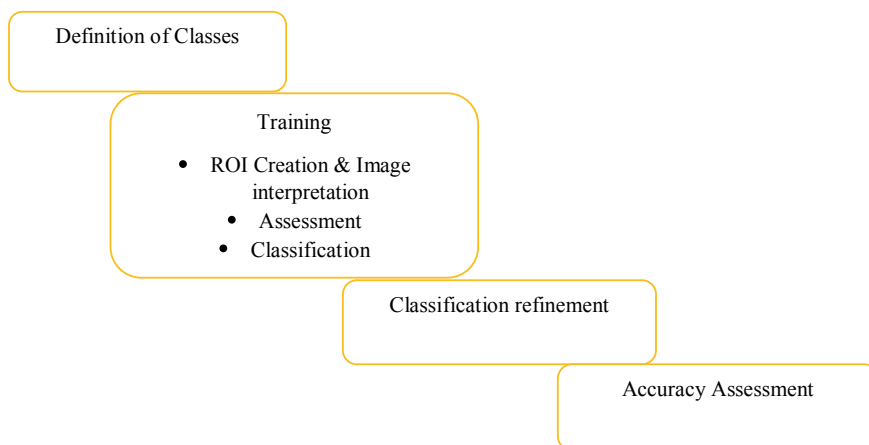 Definition of Classes
Training
• ROI Creation & Image
interpretation
• Assessment
• Classification
Classification refinement
Accuracy Assessment